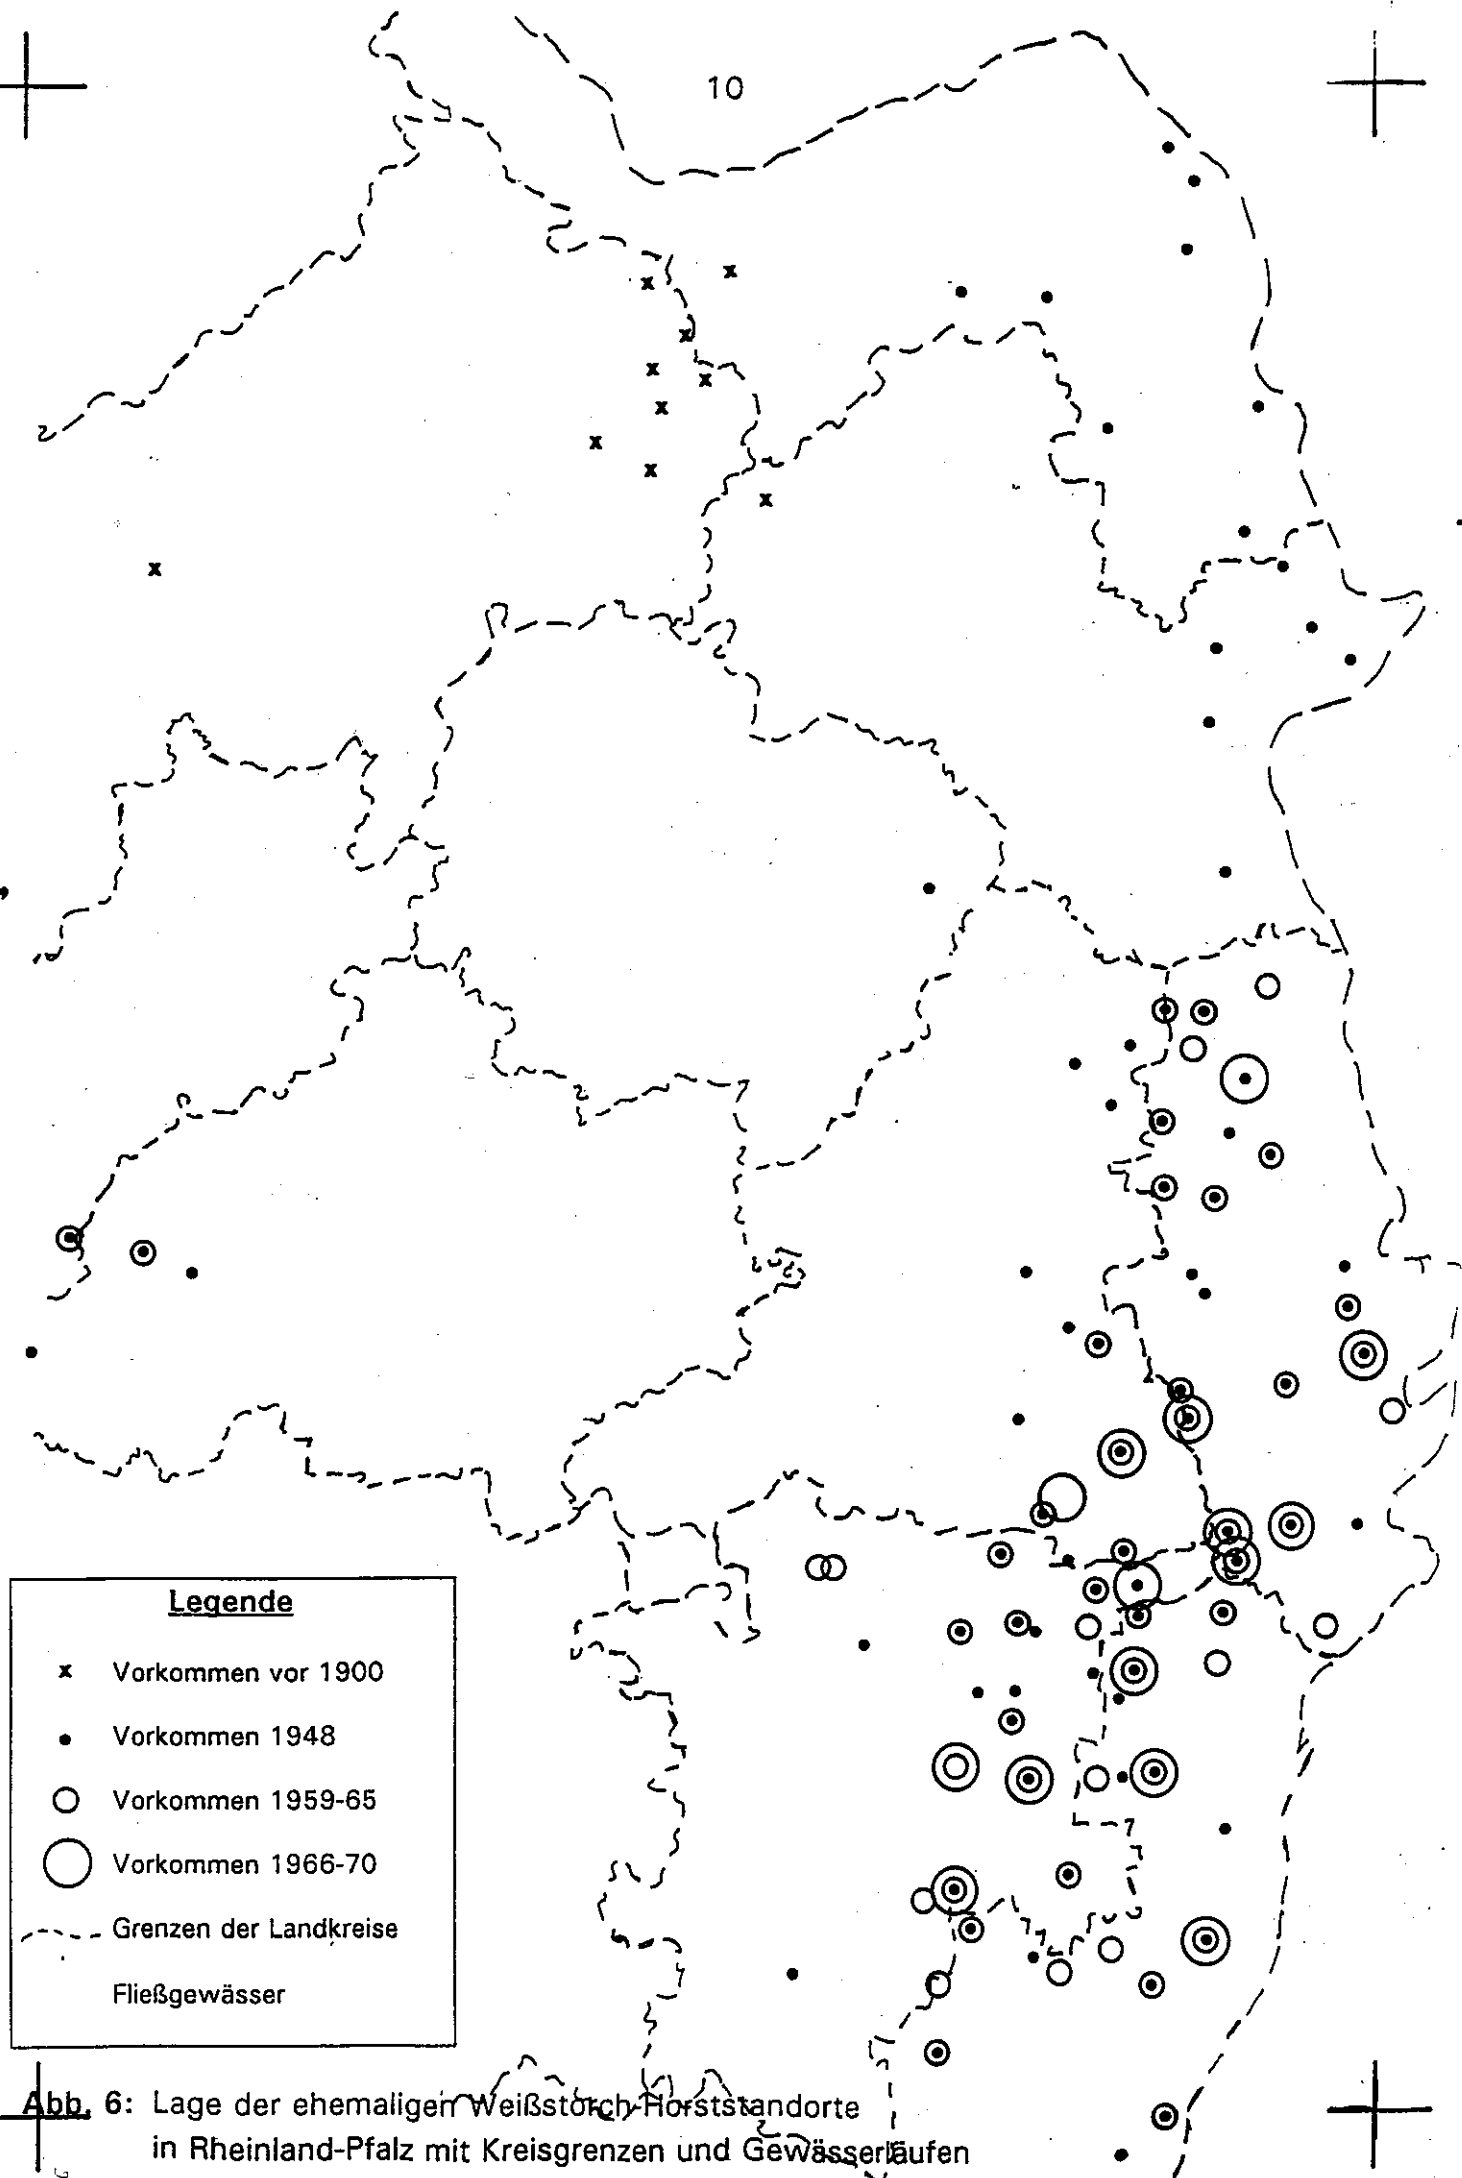 10
Legende
x Vorkommen vor 1900
Vorkommen 1948
Vorkommen 1959-65
Vorkommen 1966-70
Grenzen der Landkreise
Fließgewässer
Abb. 6: Lage der ehemaligen Weißstorch-Horststandorte
in Rheinland-Pfalz mit Kreisgrenzen und Gewässerläufen